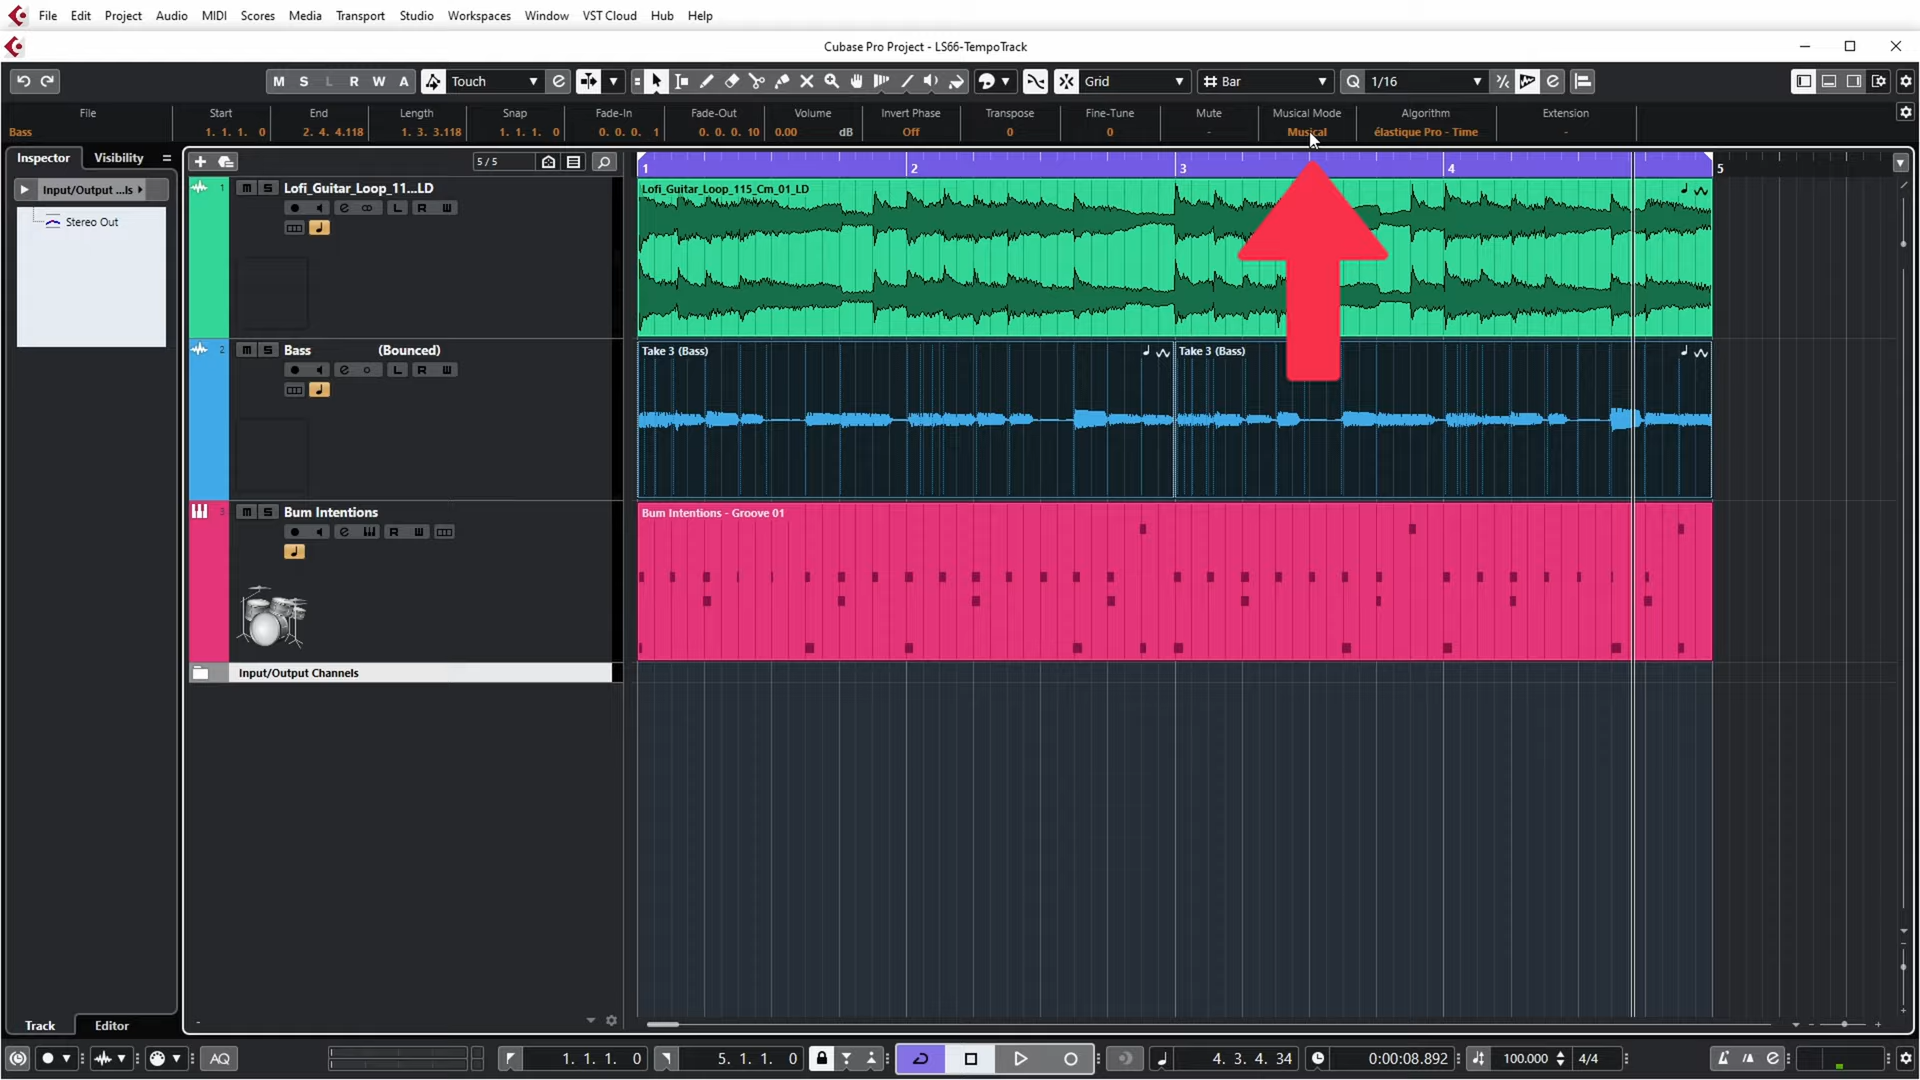 File Edit Project Audio MIDI Scores Media Transport Studio Workspaces Window VST Cloud Hub Help
Cubase Pro Project - LS66-TempoTrack
M S L R W A Touch Grid Bar Q 1/16
File Start End Length Snap Fade-In Fade-Out Volume Invert Phase Transpose Fine-Tune Mute Musical Mode Algorithm Extension
Bass 1. 1. 1. 0 2. 4. 4.118 1. 3. 3.118 1. 1. 1. 0 0. 0. 0. 1 0. 0. 0. 10 0.00 dB Off 0 0 - Musical élastique Pro - Time -
Inspector Visibility
5 / 5
1 2 3 4 5
Input/Output ...ls
Stereo Out
1 m S Lofi_Guitar_Loop_11...LD
L R W
Lofi_Guitar_Loop_115_Cm_01_LD
2 m S Bass (Bounced)
L R W
Take 3 (Bass) Take 3 (Bass)
3 m S Bum Intentions
R W
Bum Intentions - Groove 01
Input/Output Channels
Track Editor
AQ 1. 1. 1. 0 5. 1. 1. 0 4. 3. 4. 34 0:00:08.892 100.000 4/4